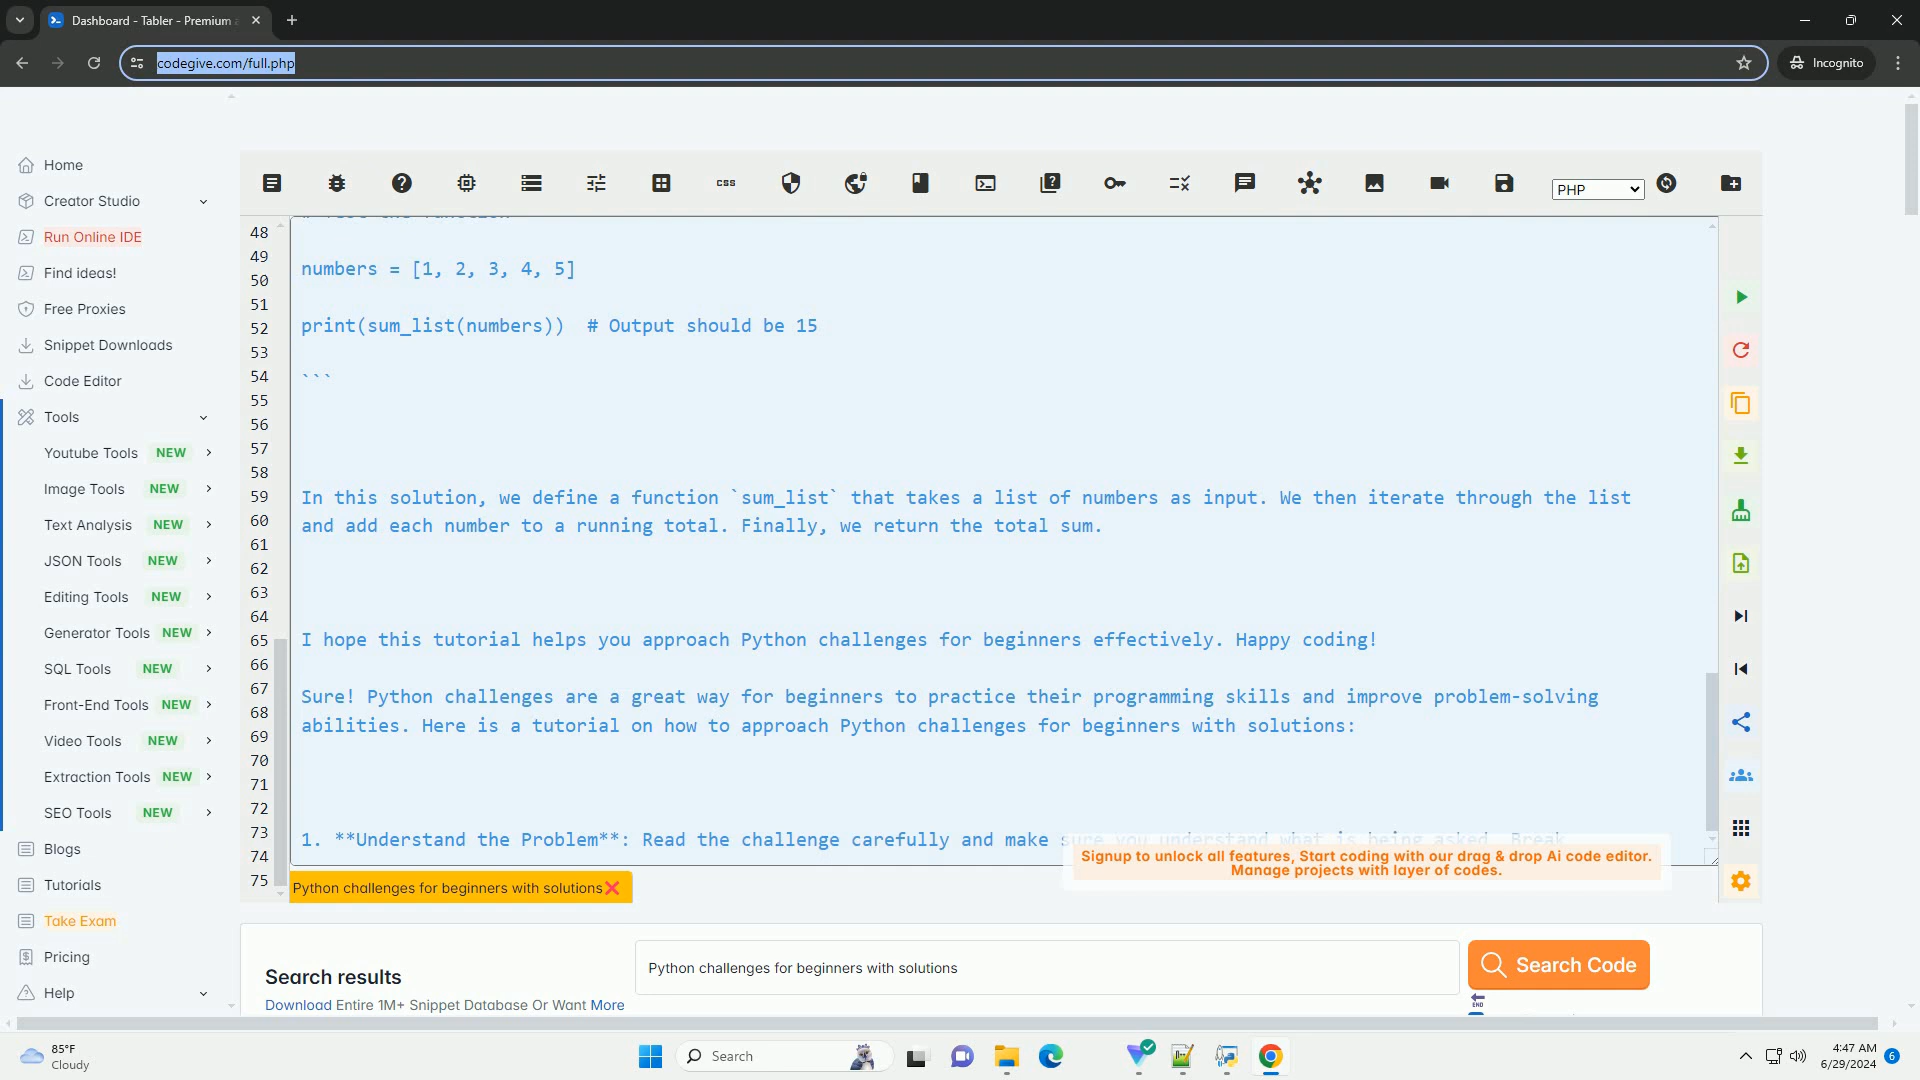 Dashboard - Tabler - Premium
codegive.com/full.php
Incognito
Home
Creator Studio
Run Online IDE
Find ideas!
Free Proxies
Snippet Downloads
Code Editor
Tools
Youtube Tools NEW
Image Tools NEW
Text Analysis NEW
JSON Tools NEW
Editing Tools NEW
Generator Tools NEW
SQL Tools NEW
Front-End Tools NEW
Video Tools NEW
Extraction Tools NEW
SEO Tools NEW
Blogs
Tutorials
Take Exam
Pricing
Help
css
PHP
48
49
50
51
52
53
54
55
56
57
58
59
60
61
62
63
64
65
66
67
68
69
70
71
72
73
74
75
numbers = [1, 2, 3, 4, 5]
print(sum_list(numbers))  # Output should be 15
```
In this solution, we define a function `sum_list` that takes a list of numbers as input. We then iterate through the list
and add each number to a running total. Finally, we return the total sum.
I hope this tutorial helps you approach Python challenges for beginners effectively. Happy coding!
Sure! Python challenges are a great way for beginners to practice their programming skills and improve problem-solving
abilities. Here is a tutorial on how to approach Python challenges for beginners with solutions:
1. **Understand the Problem**: Read the challenge carefully and make sure you understand what is being asked. Break
Signup to unlock all features, Start coding with our drag & drop Ai code editor.
Manage projects with layer of codes.
Python challenges for beginners with solutions
Search results
Download Entire 1M+ Snippet Database Or Want More
Python challenges for beginners with solutions
Search Code
END
85°F
Cloudy
Search
4:47 AM
6/29/2024
6